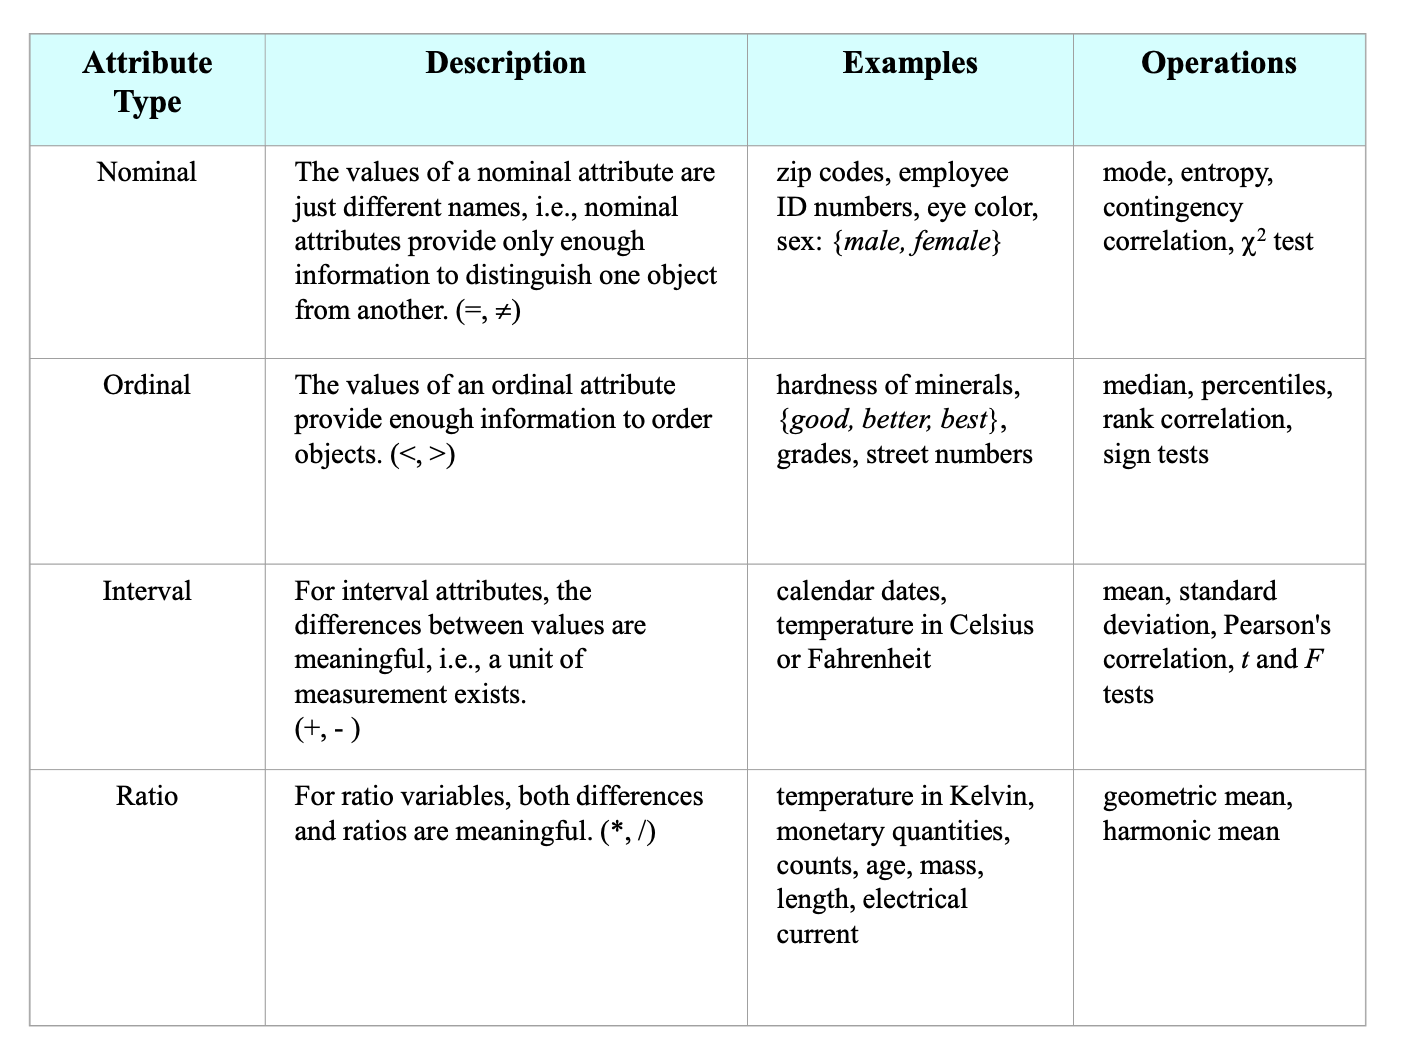 Attribute
Type
Description
Examples
Operations
Nominal
The values of a nominal attribute are
just different names, i.e., nominal
attributes provide only enough
information to distinguish one object
from another. (=, ≠)
zip codes, employee
ID numbers, eye color,
sex: {male, female}
mode, entropy,
contingency
correlation, χ² test
Ordinal
The values of an ordinal attribute
provide enough information to order
objects. (<, >)
hardness of minerals,
{good, better, best},
grades, street numbers
median, percentiles,
rank correlation,
sign tests
Interval
For interval attributes, the
differences between values are
meaningful, i.e., a unit of
measurement exists.
(+, - )
calendar dates,
temperature in Celsius
or Fahrenheit
mean, standard
deviation, Pearson's
correlation, t and F
tests
Ratio
For ratio variables, both differences
and ratios are meaningful. (*, /)
temperature in Kelvin,
monetary quantities,
counts, age, mass,
length, electrical
current
geometric mean,
harmonic mean